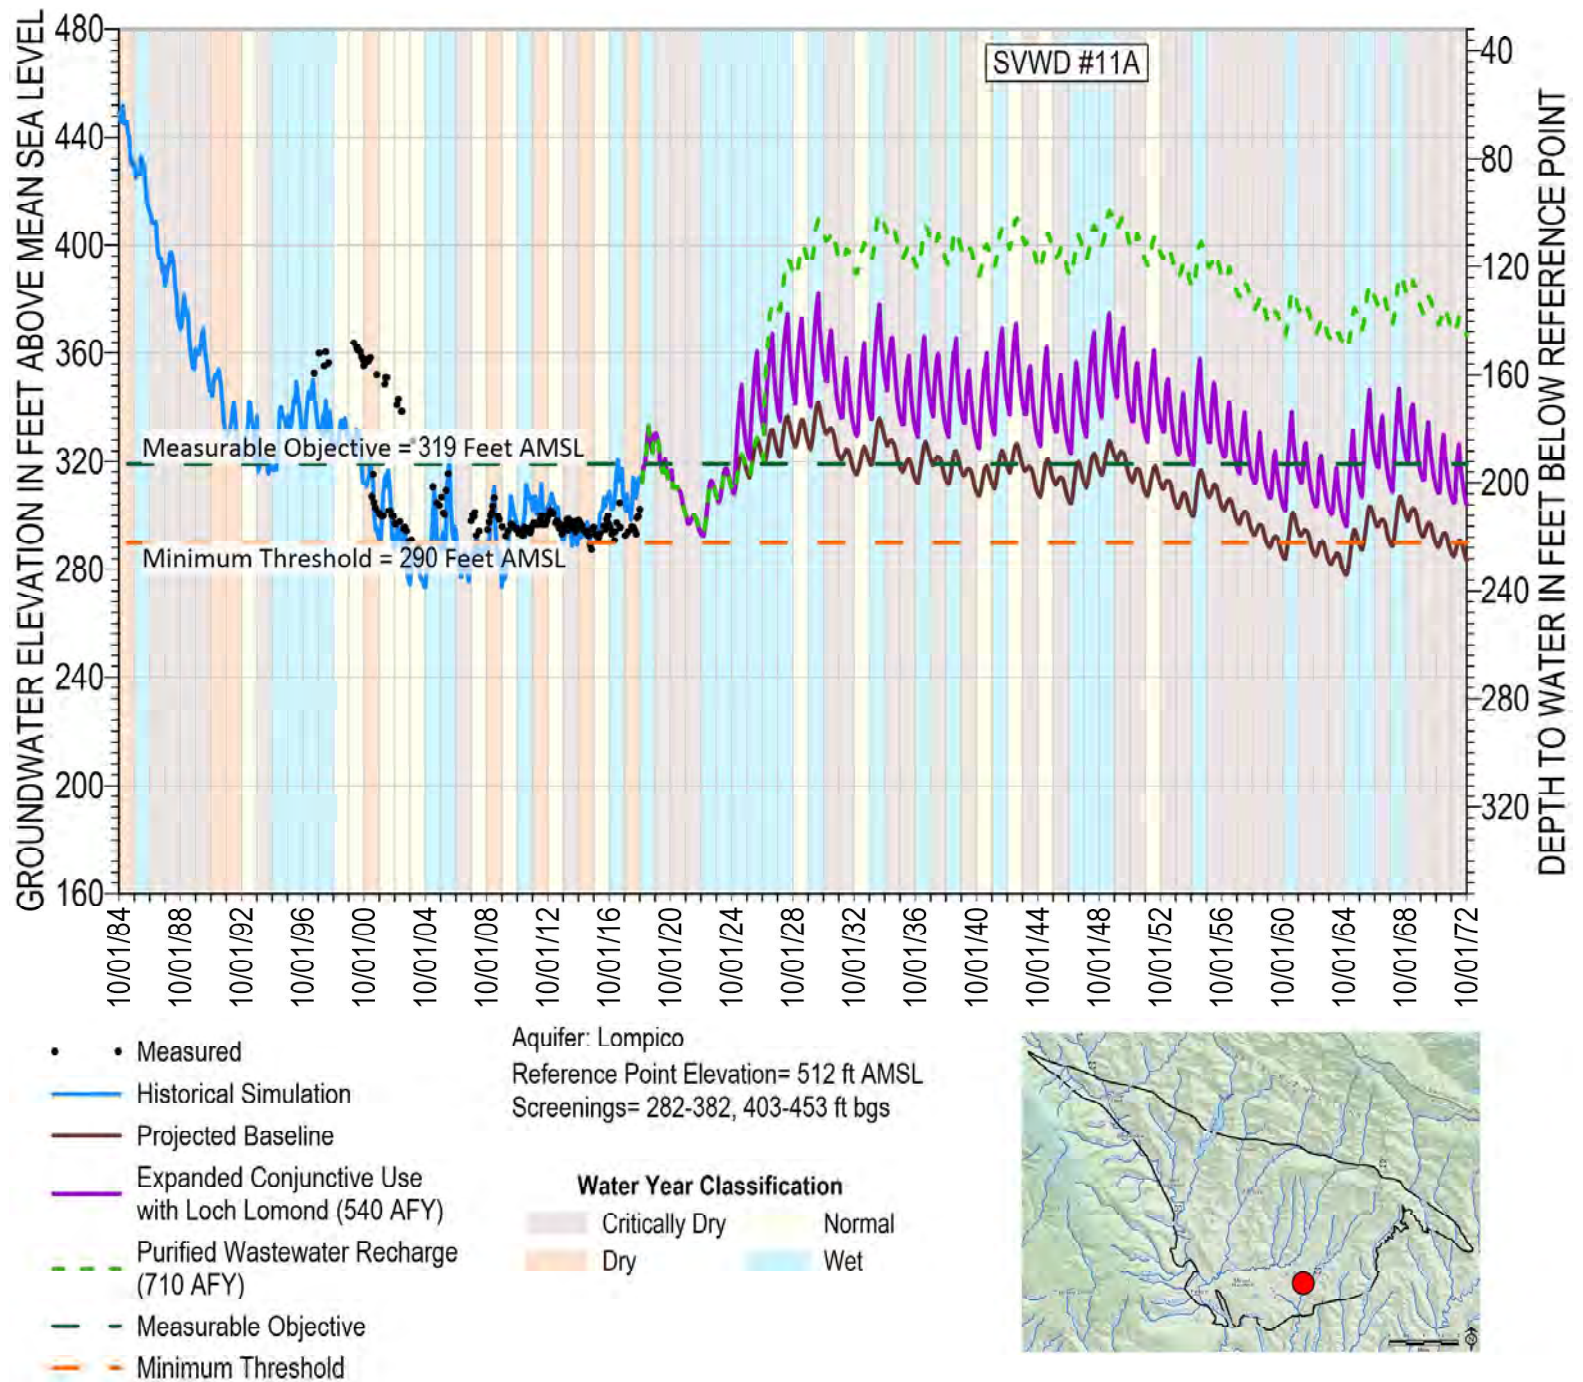 GROUNDWATER ELEVATION IN FEET ABOVE MEAN SEA LEVEL
480
440
400
360
320
280
240
200
160
SVWD #11A
Measurable Objective = 319 Feet AMSL
Minimum Threshold = 290 Feet AMSL
40
80
120
160
200
240
280
320
DEPTH TO WATER IN FEET BELOW REFERENCE POINT
10/01/84
10/01/88
10/01/92
10/01/96
10/01/00
10/01/04
10/01/08
10/01/12
10/01/16
10/01/20
10/01/24
10/01/28
10/01/32
10/01/36
10/01/40
10/01/44
10/01/48
10/01/52
10/01/56
10/01/60
10/01/64
10/01/68
10/01/72
Measured
Historical Simulation
Projected Baseline
Expanded Conjunctive Use
with Loch Lomond (540 AFY)
Purified Wastewater Recharge
(710 AFY)
Measurable Objective
Minimum Threshold
Aquifer: Lompico
Reference Point Elevation= 512 ft AMSL
Screenings= 282-382, 403-453 ft bgs
Water Year Classification
Critically Dry
Normal
Dry
Wet